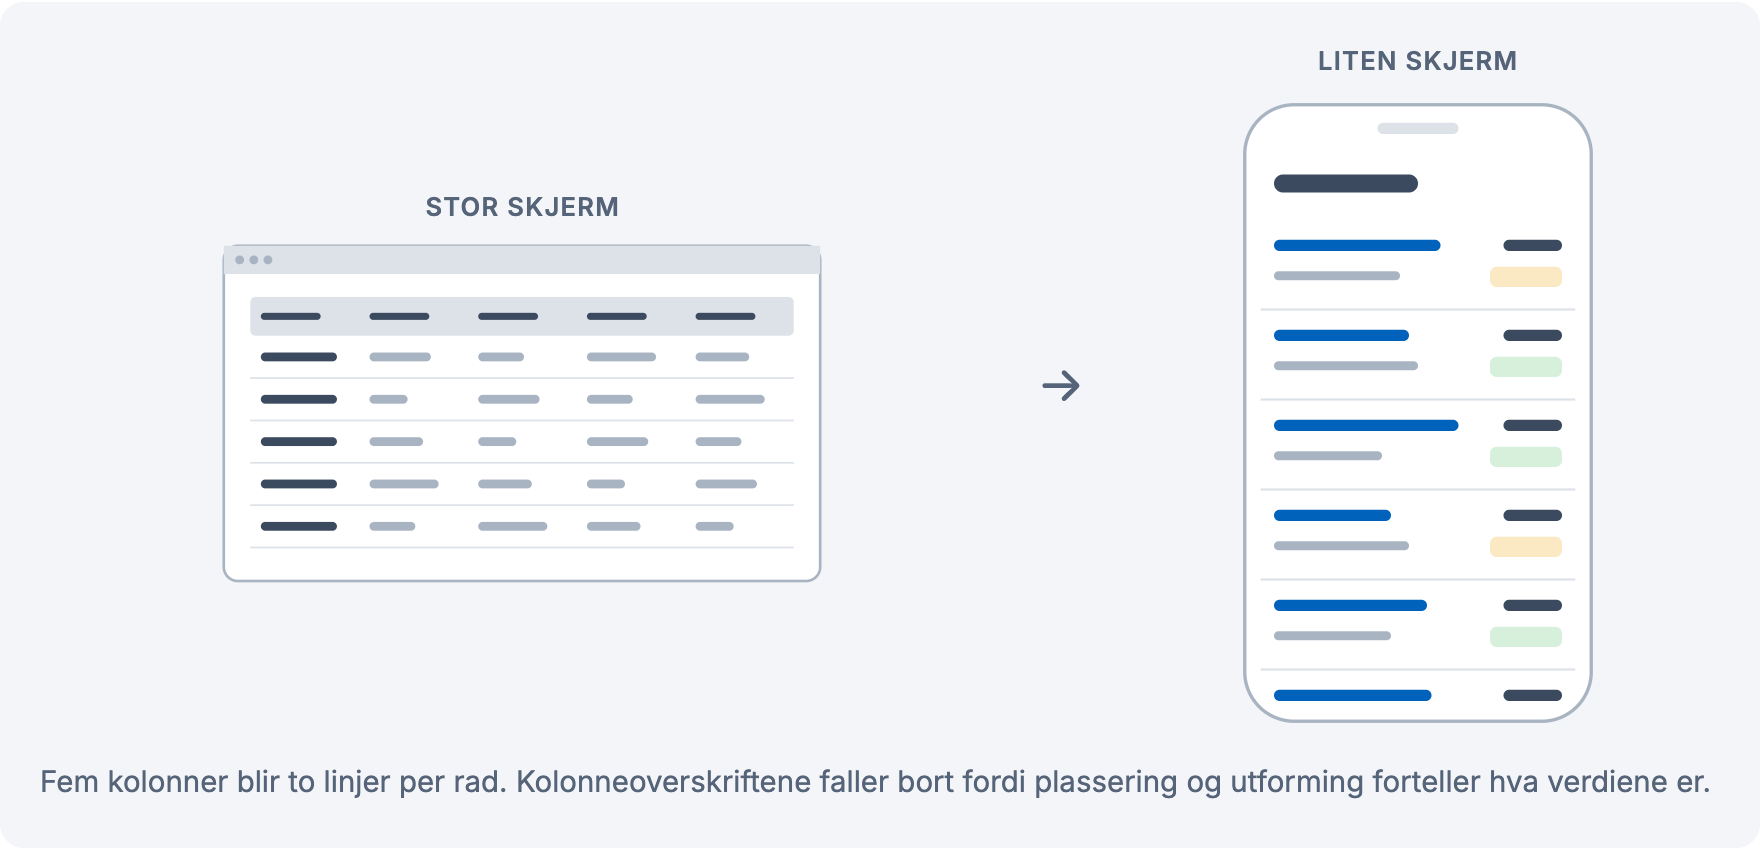 STOR SKJERM
LITEN SKJERM
Fem kolonner blir to linjer per rad. Kolonneoverskriftene faller bort fordi plassering og utforming forteller hva verdiene er.